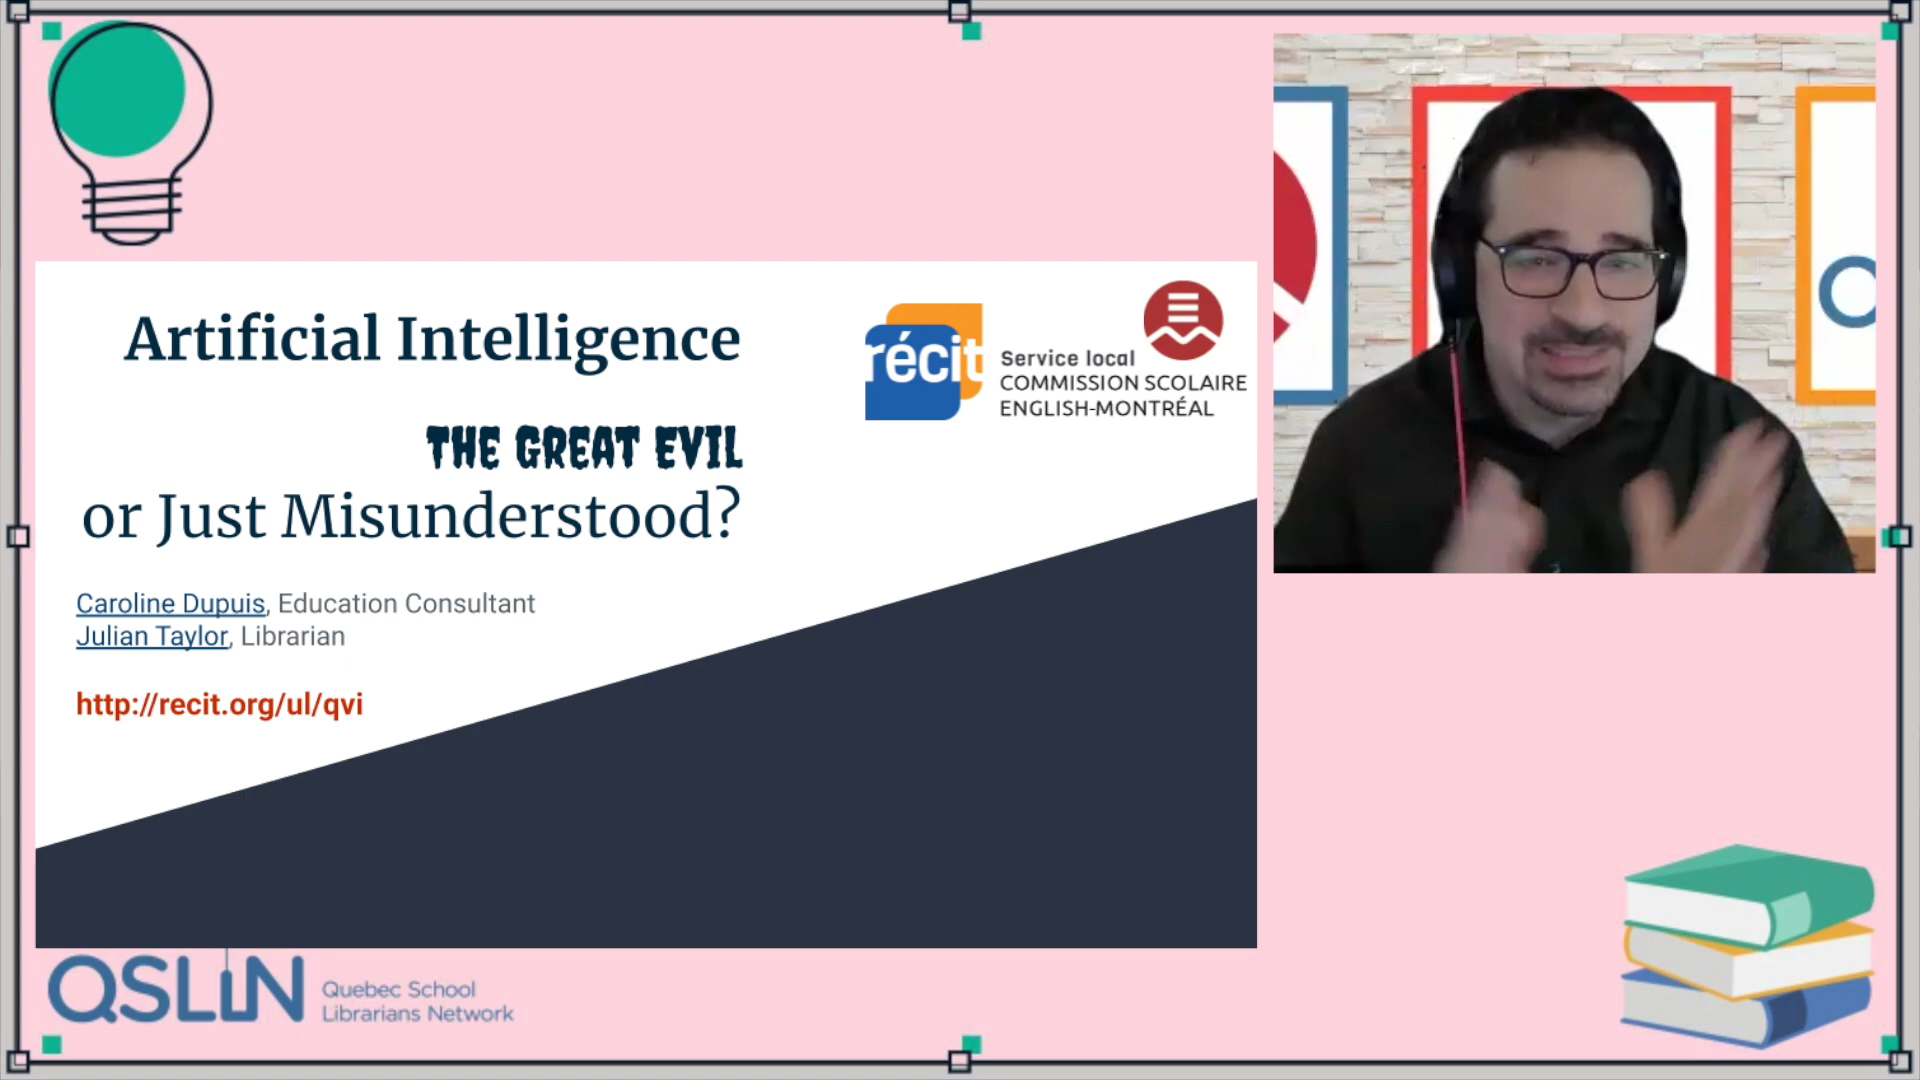 Artificial Intelligence
THE GREAT EVIL
or Just Misunderstood?
Caroline Dupuis, Education Consultant
Julian Taylor, Librarian
http://recit.org/ul/qvi
récit
Service local
COMMISSION SCOLAIRE
ENGLISH-MONTRÉAL
QSLiN
Quebec School
Librarians Network